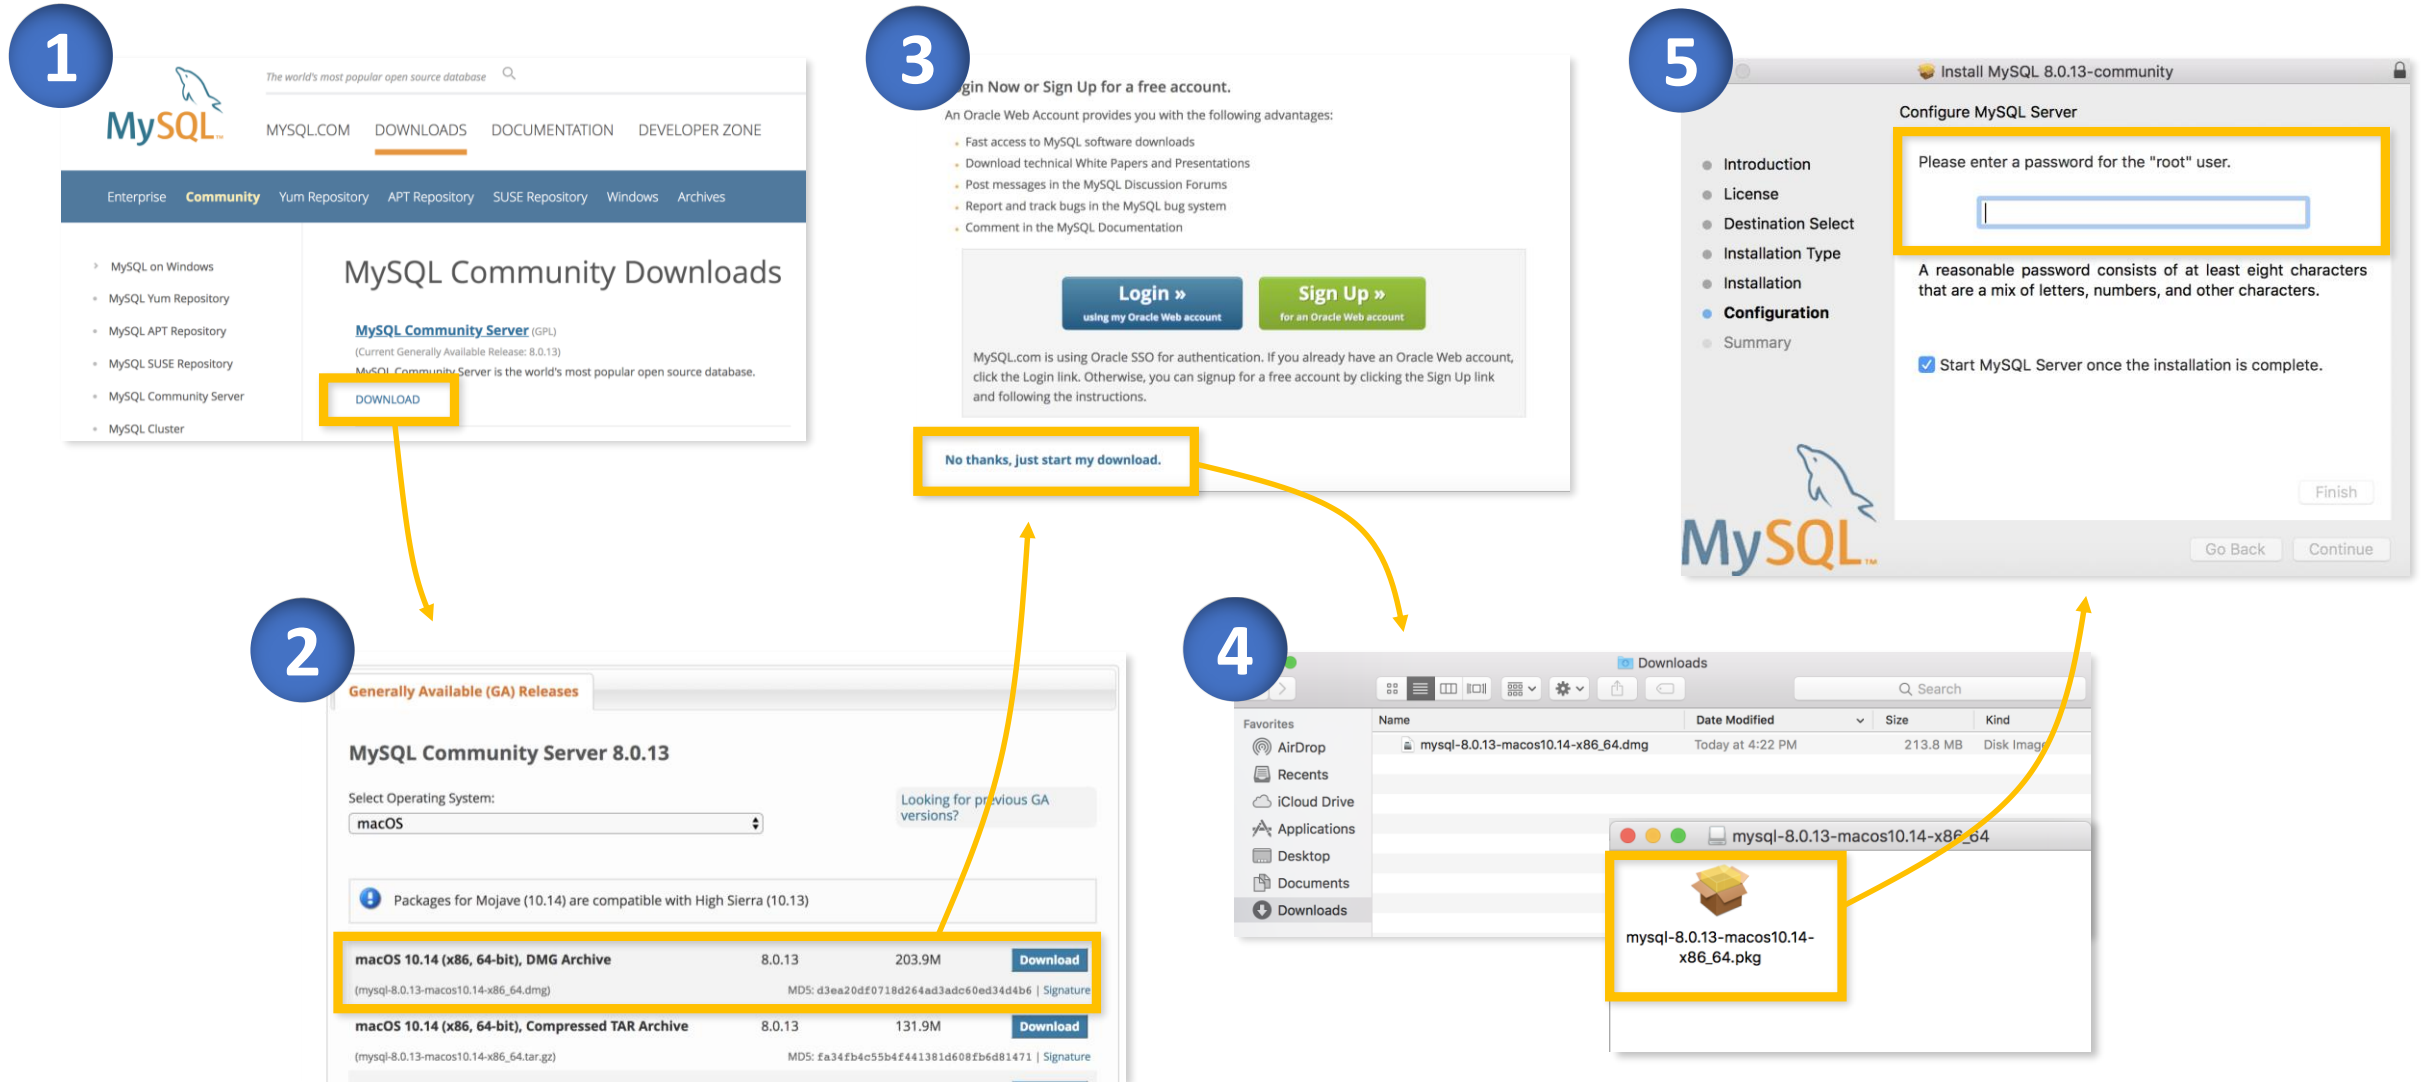 1
The world's most popular open source database
MySQL™
MYSQL.COM DOWNLOADS DOCUMENTATION DEVELOPER ZONE
Enterprise Community Yum Repository APT Repository SUSE Repository Windows Archives
MySQL on Windows
MySQL Yum Repository
MySQL APT Repository
MySQL SUSE Repository
MySQL Community Server
MySQL Cluster
MySQL Community Downloads
MySQL Community Server (GPL)
(Current Generally Available Release: 8.0.13)
MySQL Community Server is the world's most popular open source database.
DOWNLOAD
2
Generally Available (GA) Releases
MySQL Community Server 8.0.13
Select Operating System:
macOS
Looking for previous GA
versions?
Packages for Mojave (10.14) are compatible with High Sierra (10.13)
macOS 10.14 (x86, 64-bit), DMG Archive 8.0.13 203.9M Download
(mysql-8.0.13-macos10.14-x86_64.dmg) MD5: d3ea20df0718d264ad3adc60ed34d4b6 | Signature
macOS 10.14 (x86, 64-bit), Compressed TAR Archive 8.0.13 131.9M Download
(mysql-8.0.13-macos10.14-x86_64.tar.gz) MD5: fa34fb4c55b4f441381d608fb6d81471 | Signature
3
gin Now or Sign Up for a free account.
An Oracle Web Account provides you with the following advantages:
Fast access to MySQL software downloads
Download technical White Papers and Presentations
Post messages in the MySQL Discussion Forums
Report and track bugs in the MySQL bug system
Comment in the MySQL Documentation
Login »
using my Oracle Web account
Sign Up »
for an Oracle Web account
MySQL.com is using Oracle SSO for authentication. If you already have an Oracle Web account,
click the Login link. Otherwise, you can signup for a free account by clicking the Sign Up link
and following the instructions.
No thanks, just start my download.
4
Downloads
Search
Favorites
AirDrop
Recents
iCloud Drive
Applications
Desktop
Documents
Downloads
Name Date Modified Size Kind
mysql-8.0.13-macos10.14-x86_64.dmg Today at 4:22 PM 213.8 MB Disk Image
mysql-8.0.13-macos10.14-x86_64
mysql-8.0.13-macos10.14-
x86_64.pkg
5
Install MySQL 8.0.13-community
Configure MySQL Server
Introduction
License
Destination Select
Installation Type
Installation
Configuration
Summary
MySQL™
Please enter a password for the "root" user.
A reasonable password consists of at least eight characters
that are a mix of letters, numbers, and other characters.
Start MySQL Server once the installation is complete.
Finish
Go Back Continue